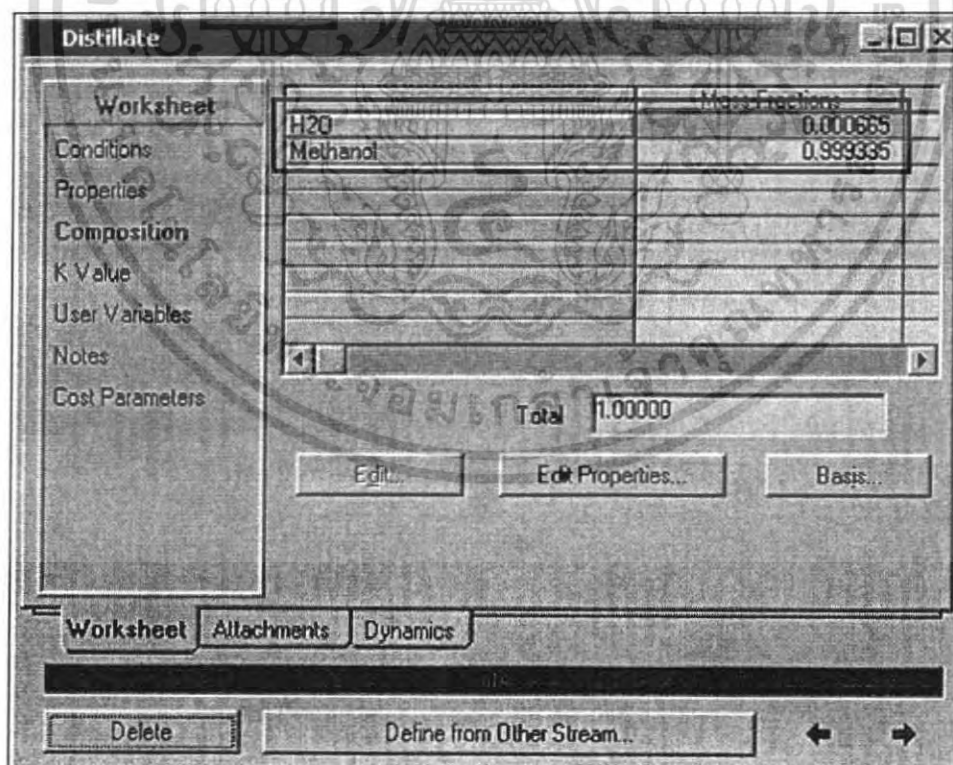 Distillate
Worksheet
Conditions
Properties
Composition
K Value
User Variables
Notes
Cost Parameters
Mass Fractions
H2O 0.000665
Methanol 0.999335
Total 1.00000
Edit...
Edit Properties...
Basis...
Worksheet
Attachments
Dynamics
Delete
Define from Other Stream...